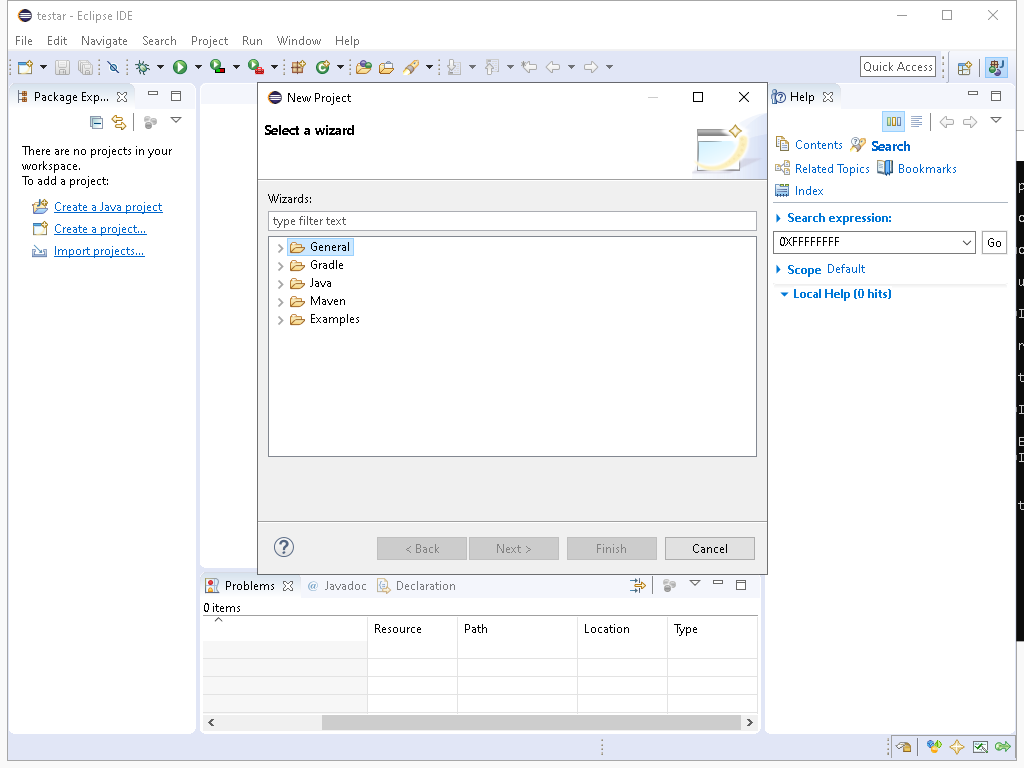 testar - Eclipse IDE
File Edit Navigate Search Project Run Window Help
Quick Access
Package Exp...
There are no projects in your
workspace.
To add a project:
Create a Java project
Create a project...
Import projects...
New Project
Select a wizard
Wizards:
type filter text
General
Gradle
Java
Maven
Examples
< Back Next > Finish Cancel
Help
Contents Search
Related Topics Bookmarks
Index
Search expression:
0XFFFFFFFF Go
Scope Default
Local Help (0 hits)
Problems @ Javadoc Declaration
0 items
Resource Path Location Type